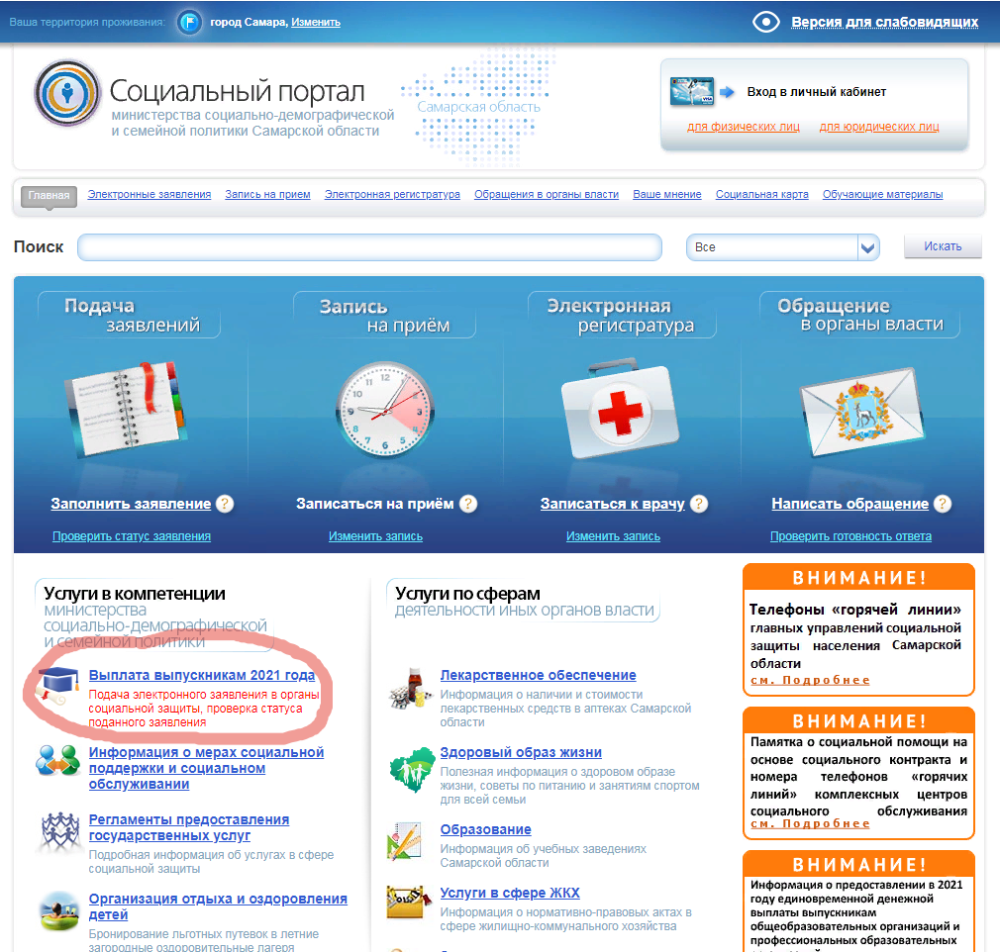 Ваша территория проживания: город Самара, Изменить
Версия для слабовидящих
Социальный портал
министерства социально-демографической
и семейной политики Самарской области
Самарская область
Вход в личный кабинет
для физических лиц для юридических лиц
Главная Электронные заявления Запись на прием Электронная регистратура Обращения в органы власти Ваше мнение Социальная карта Обучающие материалы
Поиск Все Искать
Подача
заявлений
Запись
на приём
Электронная
регистратура
Обращение
в органы власти
Заполнить заявление ?
Проверить статус заявления
Записаться на приём ?
Изменить запись
Записаться к врачу ?
Изменить запись
Написать обращение ?
Проверить готовность ответа
Услуги в компетенции
министерства
социально-демографической
и семейной политики
Выплата выпускникам 2021 года
Подача электронного заявления в органы
социальной защиты, проверка статуса
поданного заявления
Информация о мерах социальной
поддержки и социальном
обслуживании
Регламенты предоставления
государственных услуг
Подробная информация об услугах в сфере
социальной защиты
Организация отдыха и оздоровления
детей
Бронирование льготных путевок в летние
загородные оздоровительные лагеря
Услуги по сферам
деятельности иных органов власти
Лекарственное обеспечение
Информация о наличии и стоимости
лекарственных средств в аптеках Самарской
области
Здоровый образ жизни
Полезная информация о здоровом образе
жизни, советы по питанию и занятиям спортом
для всей семьи
Образование
Информация об учебных заведениях
Самарской области
Услуги в сфере ЖКХ
Информация о нормативно-правовых актах в
сфере жилищно-коммунального хозяйства
ВНИМАНИЕ!
Телефоны «горячей линии»
главных управлений социальной
защиты населения Самарской
области
см. Подробнее
ВНИМАНИЕ!
Памятка о социальной помощи на
основе социального контракта и
номера телефонов «горячих
линий» комплексных центров
социального обслуживания
см. Подробнее
ВНИМАНИЕ!
Информация о предоставлении в 2021
году единовременной денежной
выплаты выпускникам
общеобразовательных организаций и
профессиональных образовательных